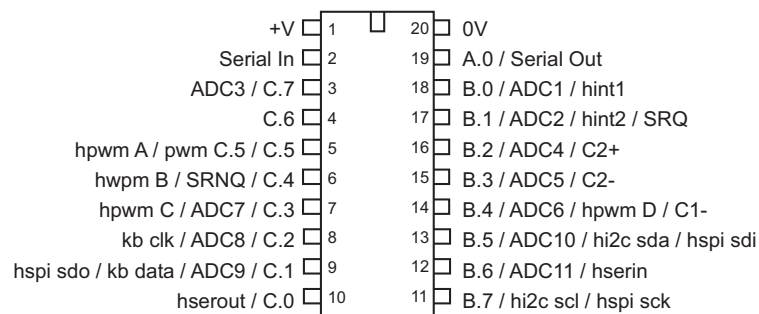 +V 1 20 0V
Serial In 2 19 A.0 / Serial Out
ADC3 / C.7 3 18 B.0 / ADC1 / hint1
C.6 4 17 B.1 / ADC2 / hint2 / SRQ
hpwm A / pwm C.5 / C.5 5 16 B.2 / ADC4 / C2+
hwpm B / SRNQ / C.4 6 15 B.3 / ADC5 / C2-
hpwm C / ADC7 / C.3 7 14 B.4 / ADC6 / hpwm D / C1-
kb clk / ADC8 / C.2 8 13 B.5 / ADC10 / hi2c sda / hspi sdi
hspi sdo / kb data / ADC9 / C.1 9 12 B.6 / ADC11 / hserin
hserout / C.0 10 11 B.7 / hi2c scl / hspi sck